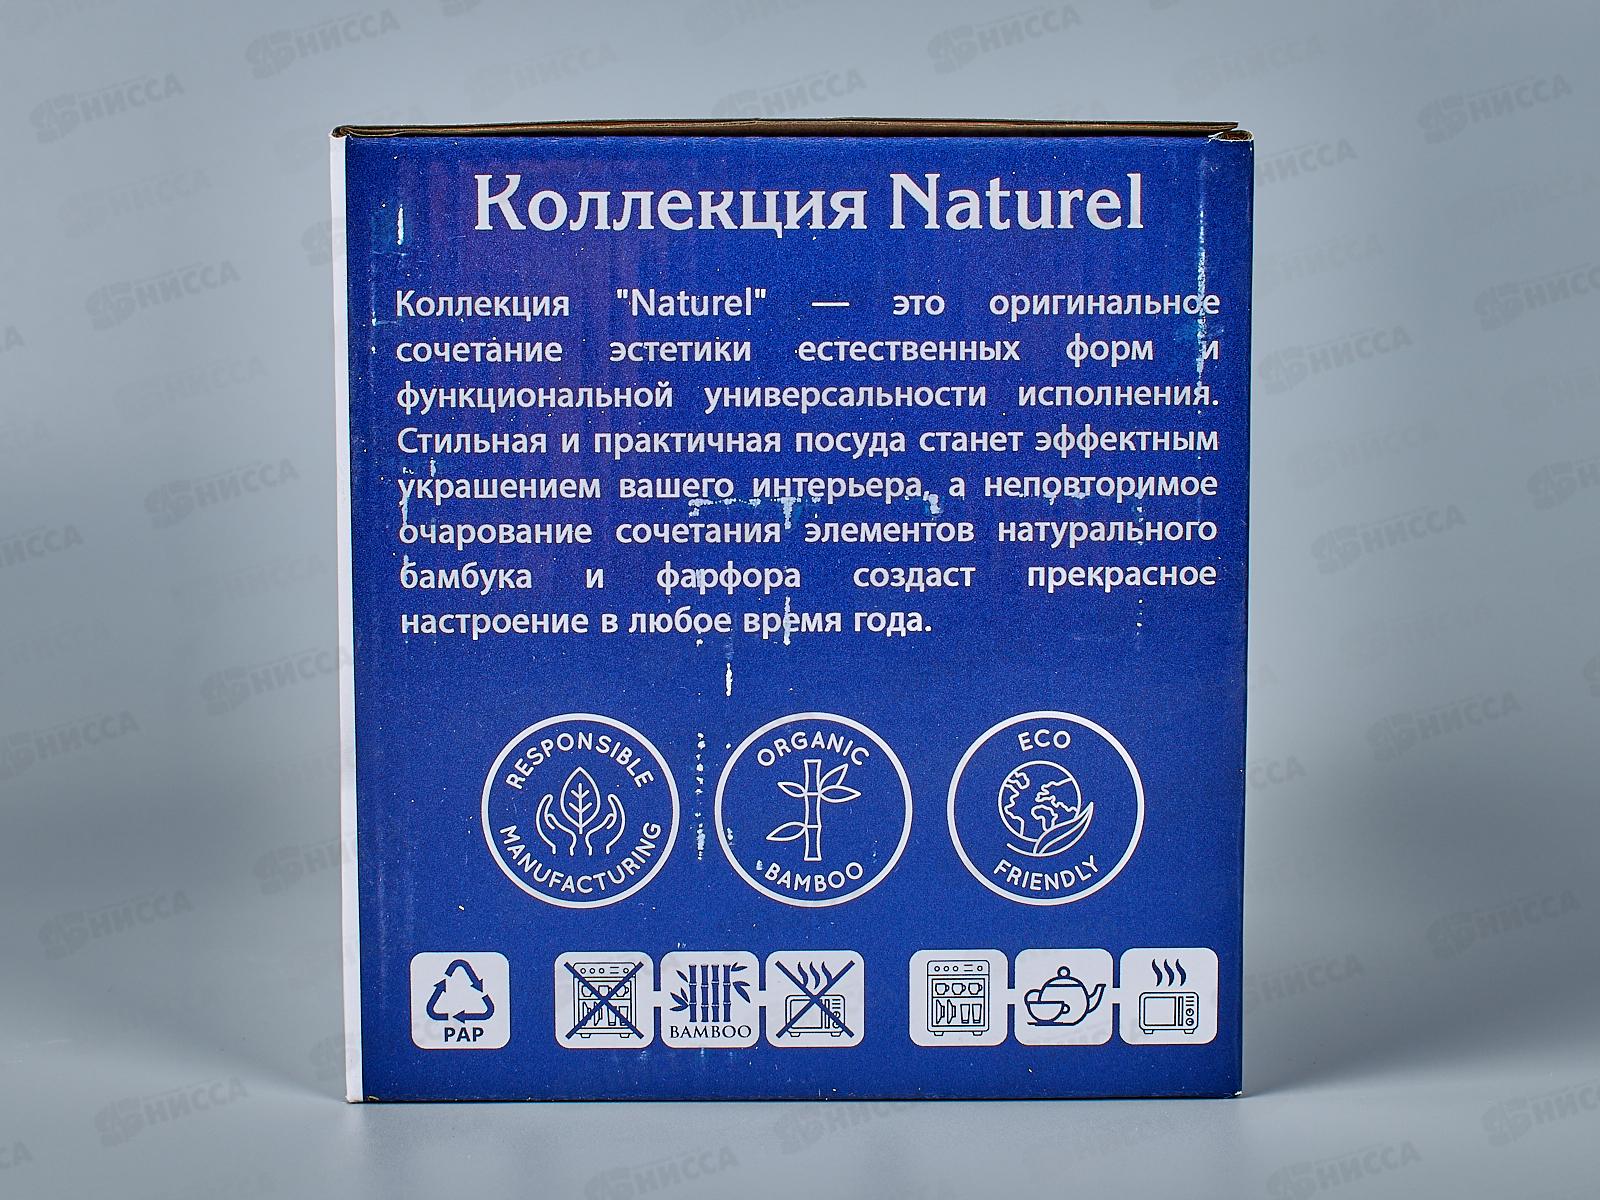 Коллекция Naturel
Коллекция "Naturel" — это оригинальное
сочетание эстетики естественных форм и
функциональной универсальности исполнения.
Стильная и практичная посуда станет эффектным
украшением вашего интерьера, а неповторимое
очарование сочетания элементов натурального
бамбука и фарфора создаст прекрасное
настроение в любое время года.
RESPONSIBLE
MANUFACTURING
ORGANIC
BAMBOO
ECO
FRIENDLY
PAP
BAMBOO
НИССА